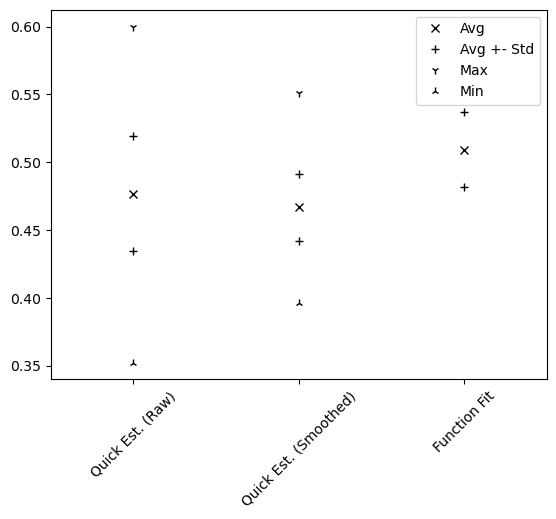 0.60
0.55
0.50
0.45
0.40
0.35
Avg
Avg +- Std
Max
Min
Quick Est. (Raw)
Quick Est. (Smoothed)
Function Fit